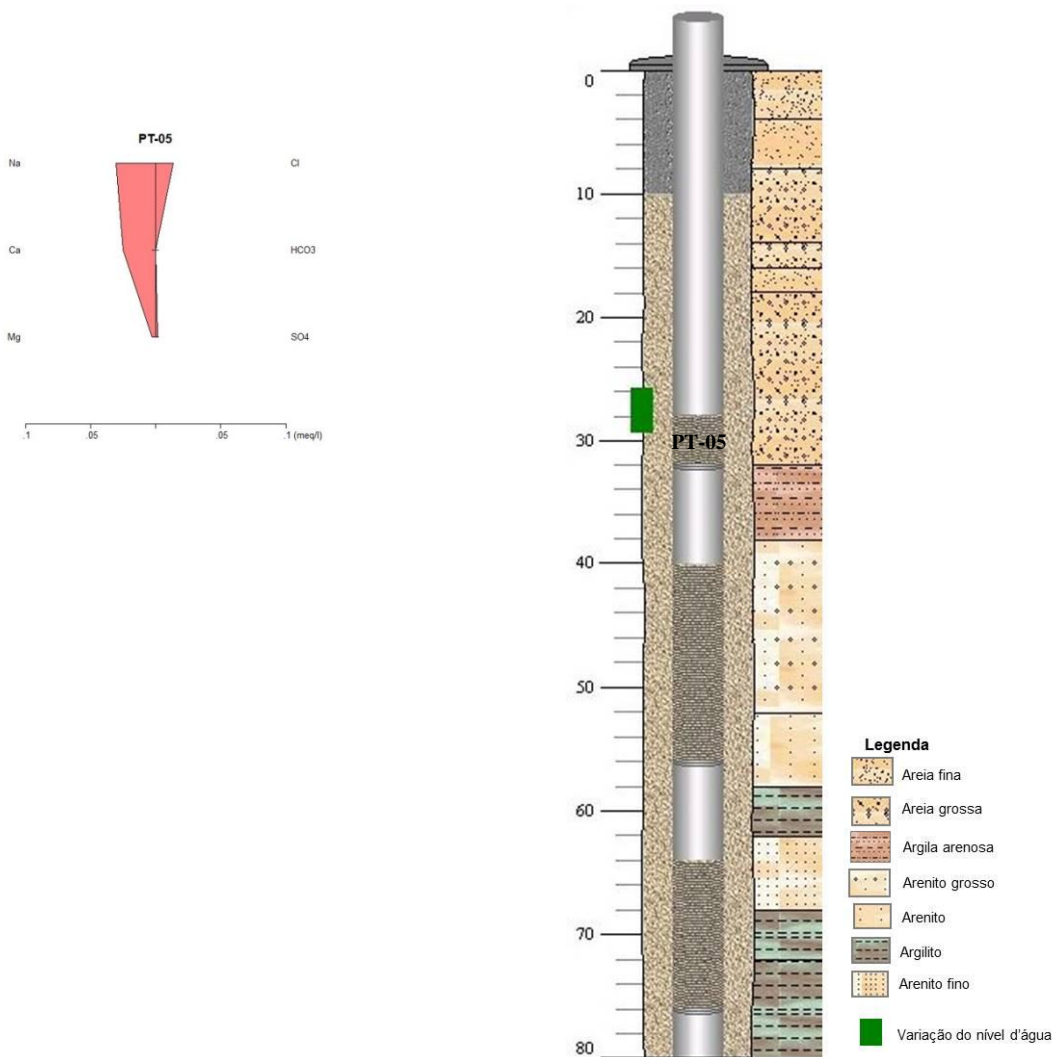 PT-05
Na
Cl
Ca
HCO3
Mg
SO4
.1
.05
.05
.1 (meq/l)
0
10
20
30
PT-05
40
50
60
70
80
Legenda
Areia fina
Areia grossa
Argila arenosa
Arenito grosso
Arenito
Argilito
Arenito fino
Variação do nível d'água